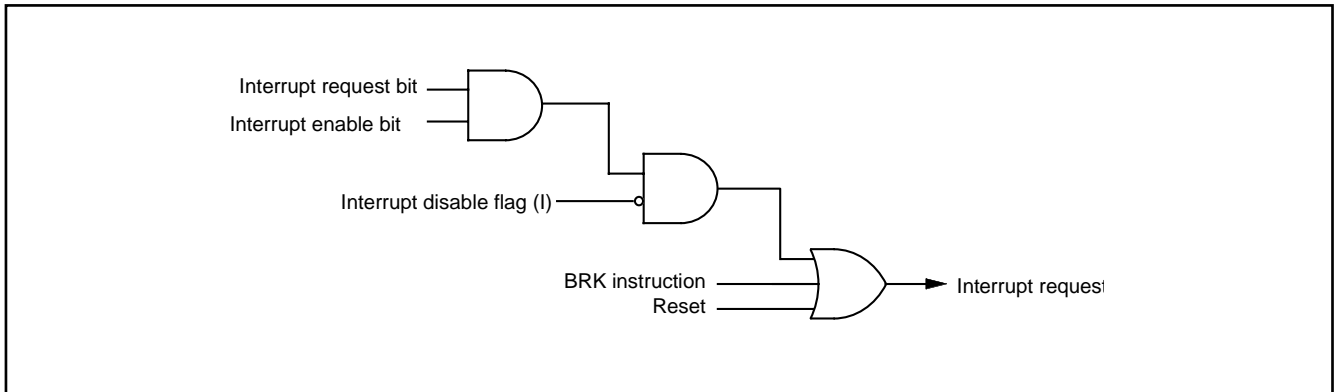 Interrupt request bit
Interrupt enable bit
Interrupt disable flag (I)
BRK instruction
Reset
Interrupt request